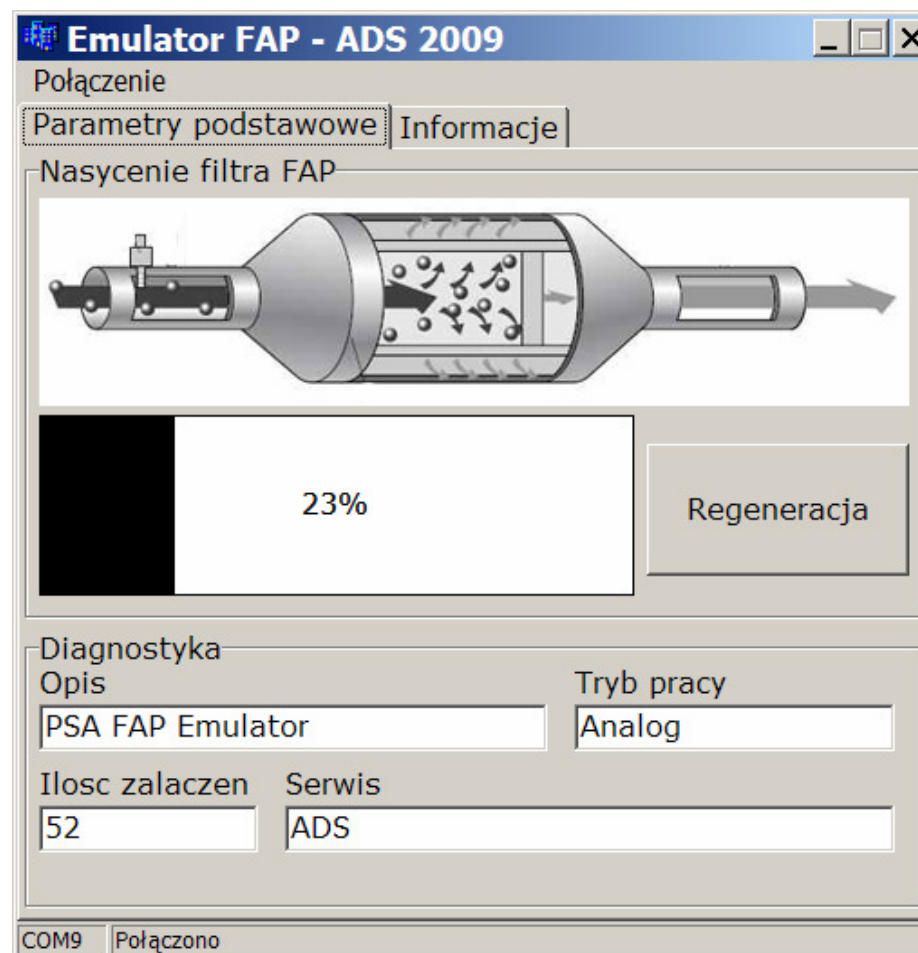 Emulator FAP - ADS 2009
Połączenie
Parametry podstawowe Informacje
Nasycenie filtra FAP
23%
Regeneracja
Diagnostyka
Opis Tryb pracy
PSA FAP Emulator Analog
Ilosc zalaczen Serwis
52 ADS
COM9 Połączono